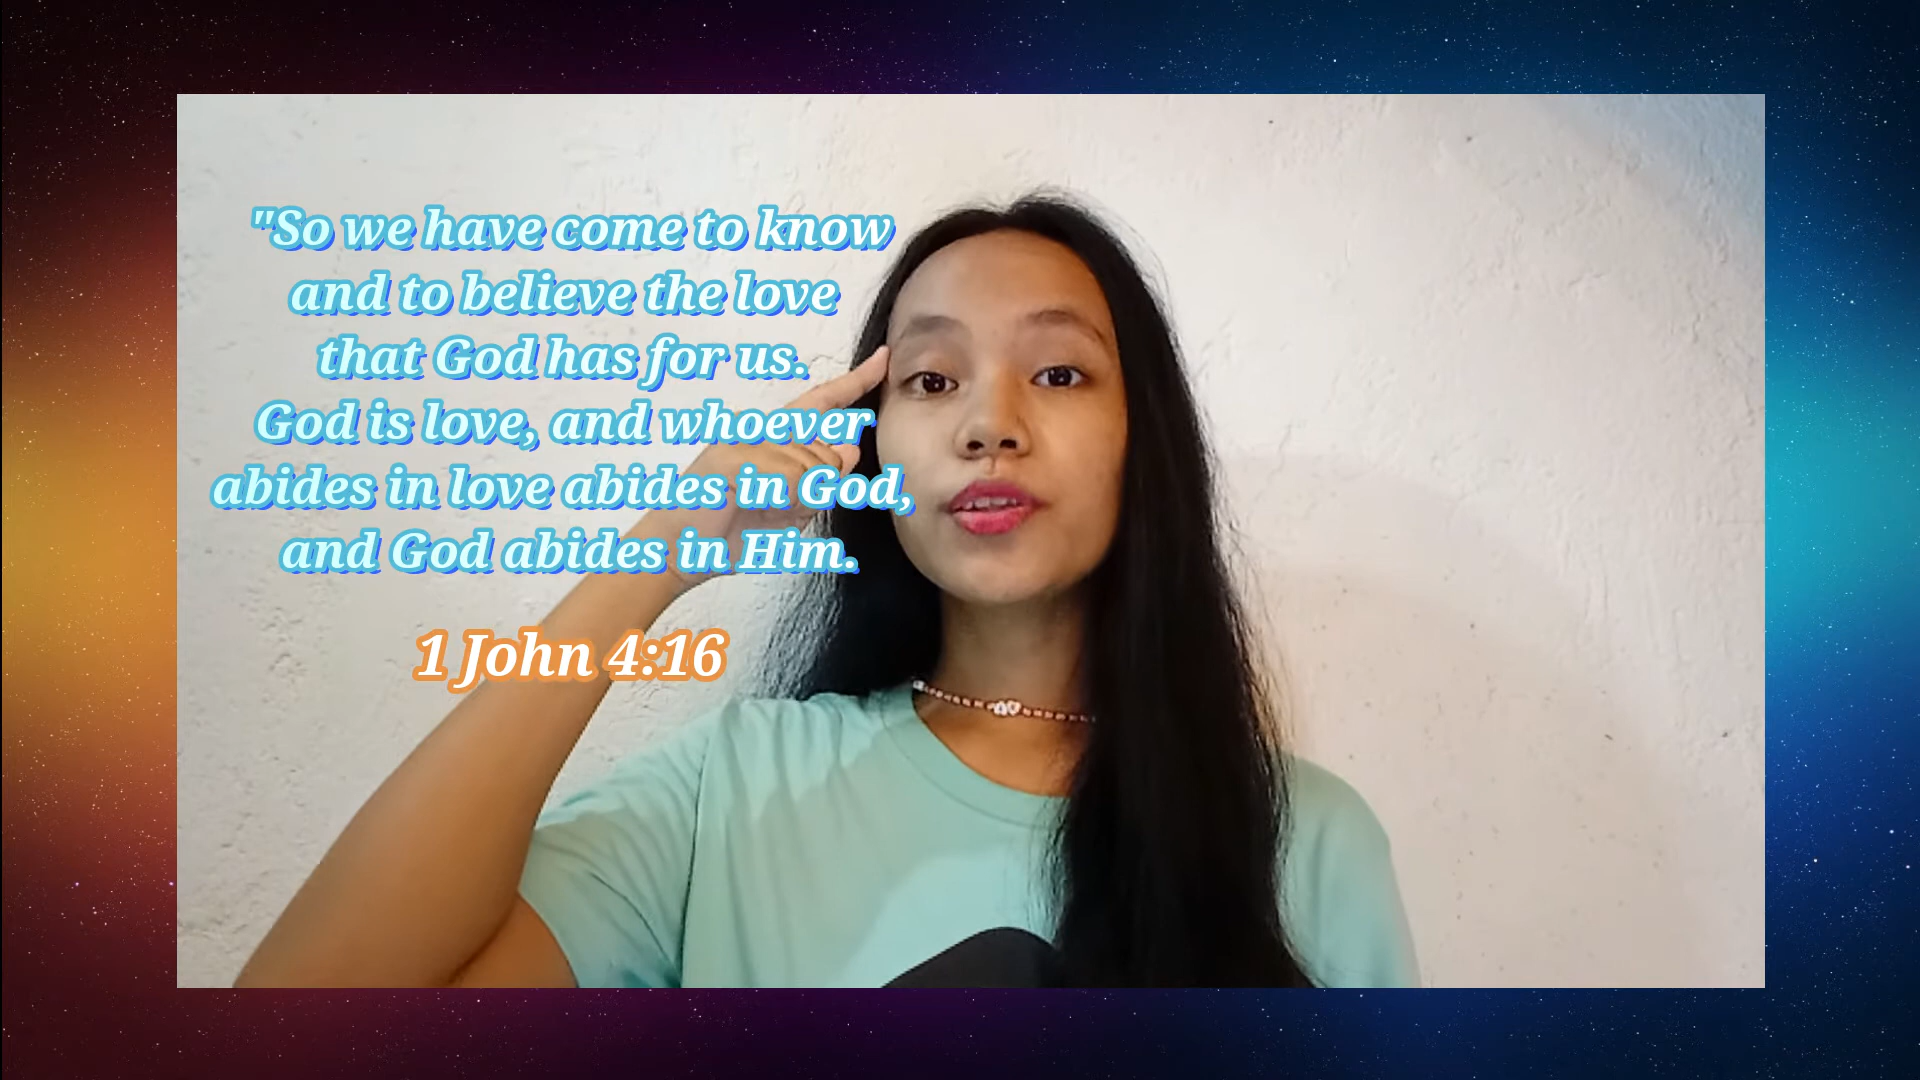 "So we have come to know
and to believe the love
that God has for us.
God is love, and whoever
abides in love abides in God,
and God abides in Him.
1 John 4:16